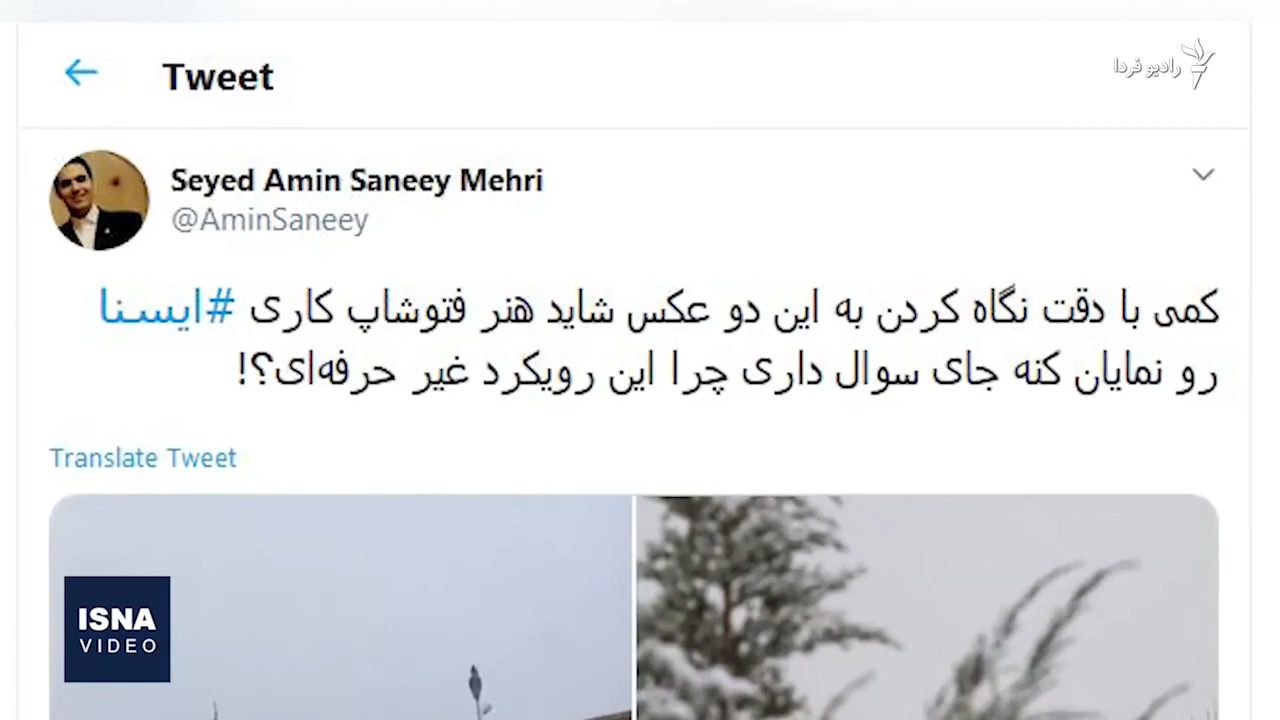 Tweet
رادیو فردا
Seyed Amin Saneey Mehri
@AminSaneey
کمی با دقت نگاه کردن به این دو عکس شاید هنر فتوشاپ کاری #ایسنا
رو نمایان کنه جای سوال داری چرا این رویکرد غیر حرفه‌ای؟!
Translate Tweet
ISNA
VIDEO